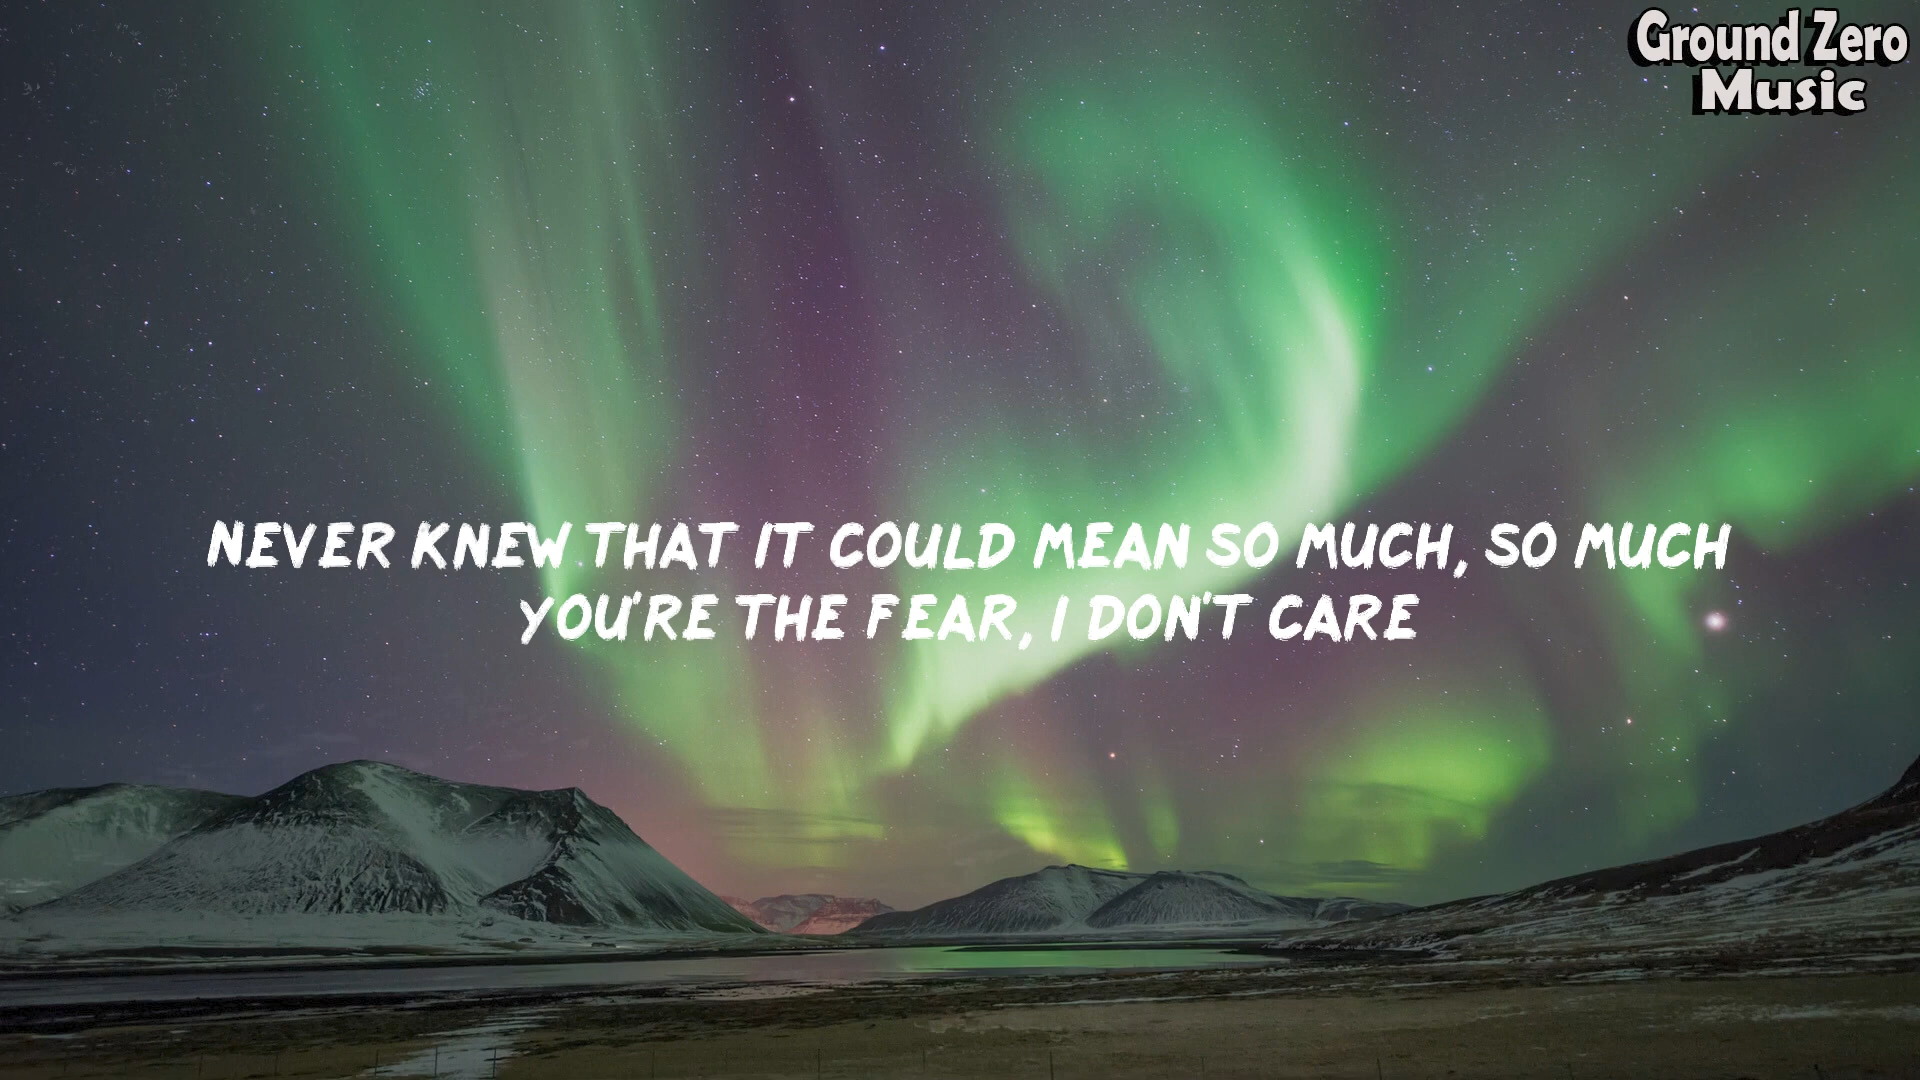 Ground Zero
Music
NEVER KNEW THAT IT COULD MEAN SO MUCH, SO MUCH
YOU'RE THE FEAR, I DON'T CARE